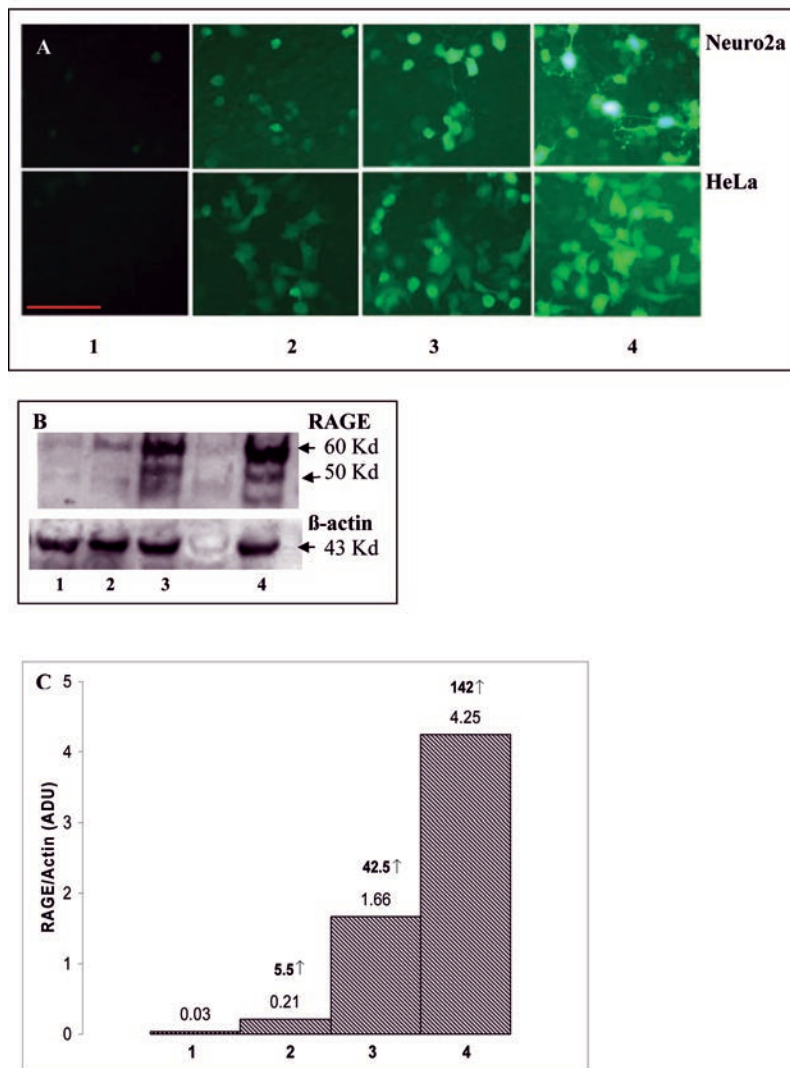 A
Neuro2a
HeLa
1 2 3 4
B RAGE
60 Kd
50 Kd
ß-actin
43 Kd
1 2 3 4
C
RAGE/Actin (ADU)
5
4
3
2
1
0
142↑
4.25
42.5↑
1.66
5.5↑
0.21
0.03
1 2 3 4